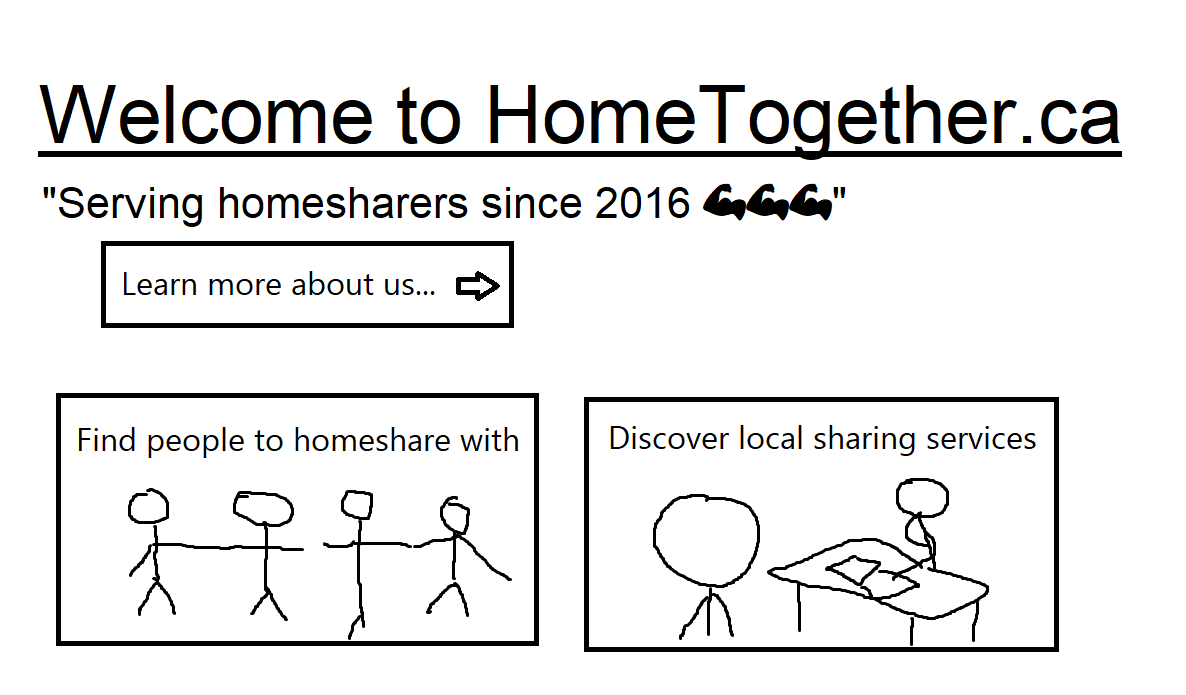 Welcome to HomeTogether.ca
"Serving homesharers since 2016 💪💪💪"
Learn more about us...
Find people to homeshare with
Discover local sharing services